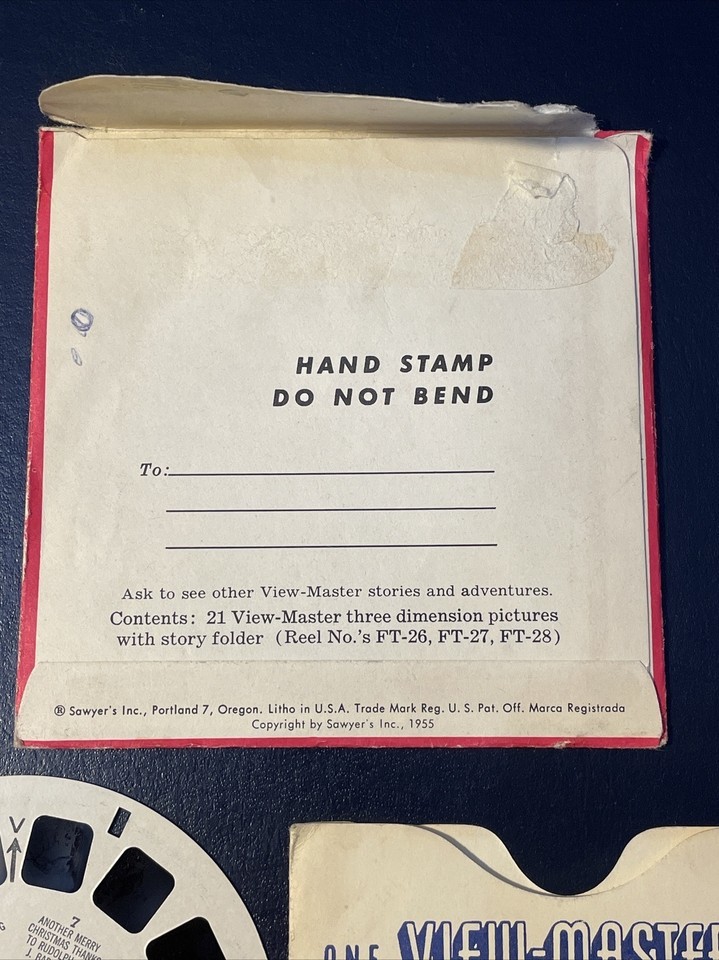 HAND STAMP
DO NOT BEND
To:
Ask to see other View-Master stories and adventures.
Contents: 21 View-Master three dimension pictures
with story folder (Reel No.'s FT-26, FT-27, FT-28)
® Sawyer's Inc., Portland 7, Oregon. Litho in U.S.A. Trade Mark Reg. U. S. Pat. Off. Marca Registrada
Copyright by Sawyer's Inc., 1955
V
7
ANOTHER MERRY
CHRISTMAS THANKS
TO RUDOLPH
J.
G
ONE VIEW-MASTER